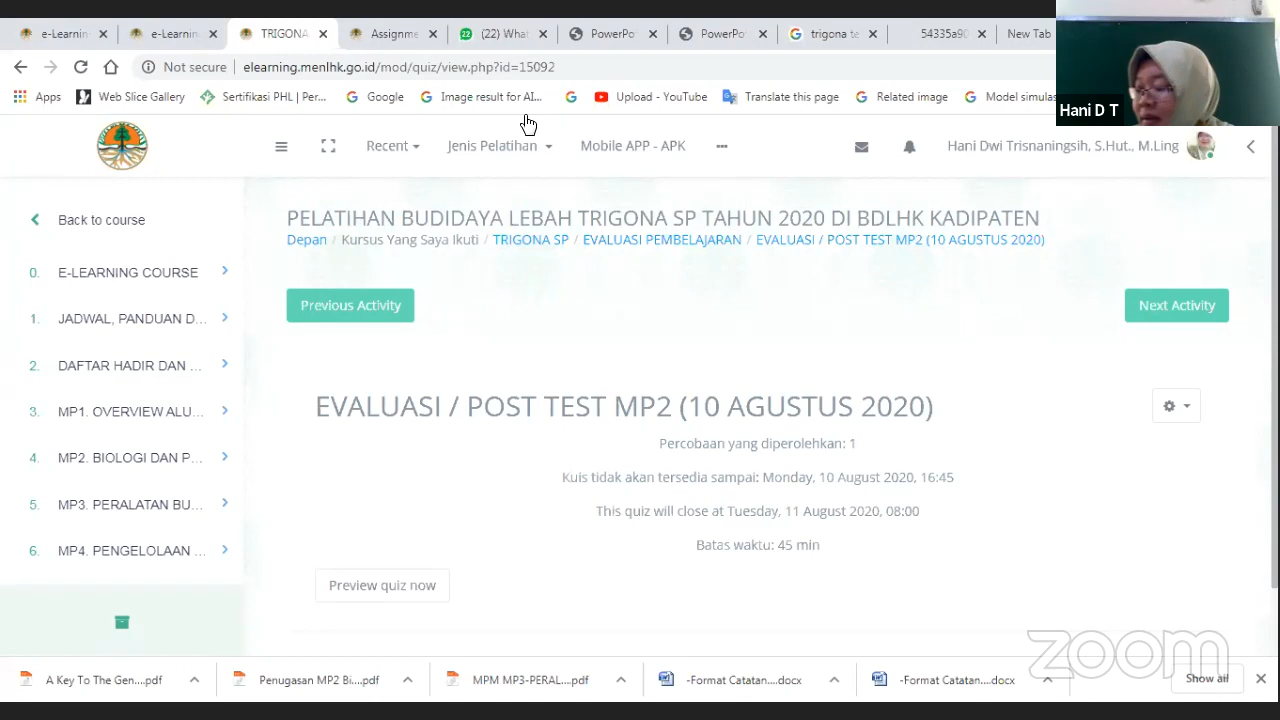 e-Learnin
e-Learnin
TRIGONA
Assignme
(22) What
PowerPo
PowerPo
trigona te
54335a90
New Tab
Not secure
elearning.menlhk.go.id/mod/quiz/view.php?id=15092
Apps
Web Slice Gallery
Sertifikasi PHL | Per...
Google
Image result for AI...
Upload - YouTube
Translate this page
Related image
Model simulas
Hani D T
Recent
Jenis Pelatihan
Mobile APP - APK
Hani Dwi Trisnaningsih, S.Hut., M.Ling
Back to course
0. E-LEARNING COURSE
1. JADWAL, PANDUAN D...
2. DAFTAR HADIR DAN ...
3. MP1. OVERVIEW ALU...
4. MP2. BIOLOGI DAN P...
5. MP3. PERALATAN BU...
6. MP4. PENGELOLAAN ...
PELATIHAN BUDIDAYA LEBAH TRIGONA SP TAHUN 2020 DI BDLHK KADIPATEN
Depan / Kursus Yang Saya Ikuti / TRIGONA SP / EVALUASI PEMBELAJARAN / EVALUASI / POST TEST MP2 (10 AGUSTUS 2020)
Previous Activity
Next Activity
EVALUASI / POST TEST MP2 (10 AGUSTUS 2020)
Percobaan yang diperolehkan: 1
Kuis tidak akan tersedia sampai: Monday, 10 August 2020, 16:45
This quiz will close at Tuesday, 11 August 2020, 08:00
Batas waktu: 45 min
Preview quiz now
zoom
A Key To The Gen....pdf
Penugasan MP2 Bi....pdf
MPM MP3-PERAL....pdf
-Format Catatan....docx
-Format Catatan....docx
Show all